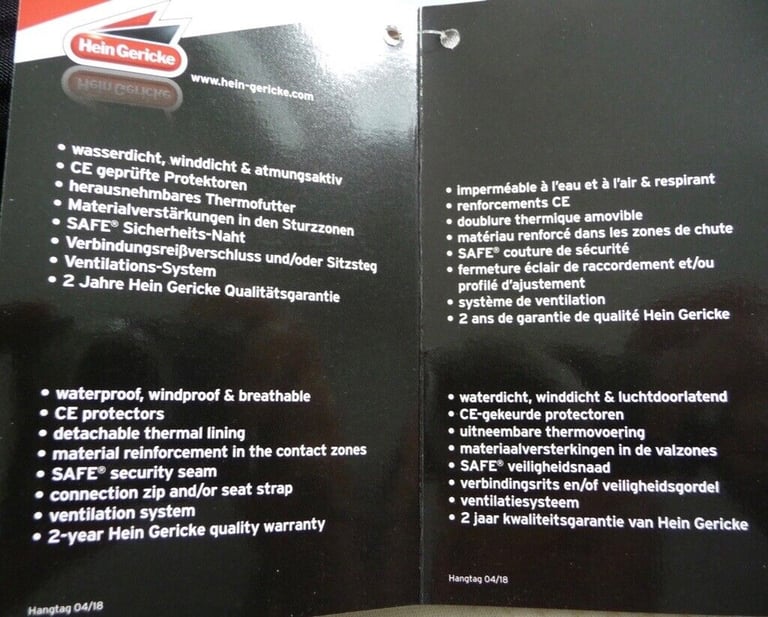 Hein Gericke
www.hein-gericke.com
• wasserdicht, winddicht & atmungsaktiv
• CE geprüfte Protektoren
• herausnehmbares Thermofutter
• Materialverstärkungen in den Sturzzonen
• SAFE® Sicherheits-Naht
• Verbindungsreißverschluss und/oder Sitzsteg
• Ventilations-System
• 2 Jahre Hein Gericke Qualitätsgarantie
• waterproof, windproof & breathable
• CE protectors
• detachable thermal lining
• material reinforcement in the contact zones
• SAFE® security seam
• connection zip and/or seat strap
• ventilation system
• 2-year Hein Gericke quality warranty
Hangtag 04/18
• imperméable à l'eau et à l'air & respirant
• renforcements CE
• doublure thermique amovible
• matériau renforcé dans les zones de chute
• SAFE® couture de sécurité
• fermeture éclair de raccordement et/ou
profilé d'ajustement
• système de ventilation
• 2 ans de garantie de qualité Hein Gericke
• waterdicht, winddicht & luchtdoorlatend
• CE-gekeurde protectoren
• uitneembare thermovoering
• materiaalversterkingen in de valzones
• SAFE® veiligheidsnaad
• verbindingsrits en/of veiligheidsgordel
• ventilatiesysteem
• 2 jaar kwaliteitsgarantie van Hein Gericke
Hangtag 04/18